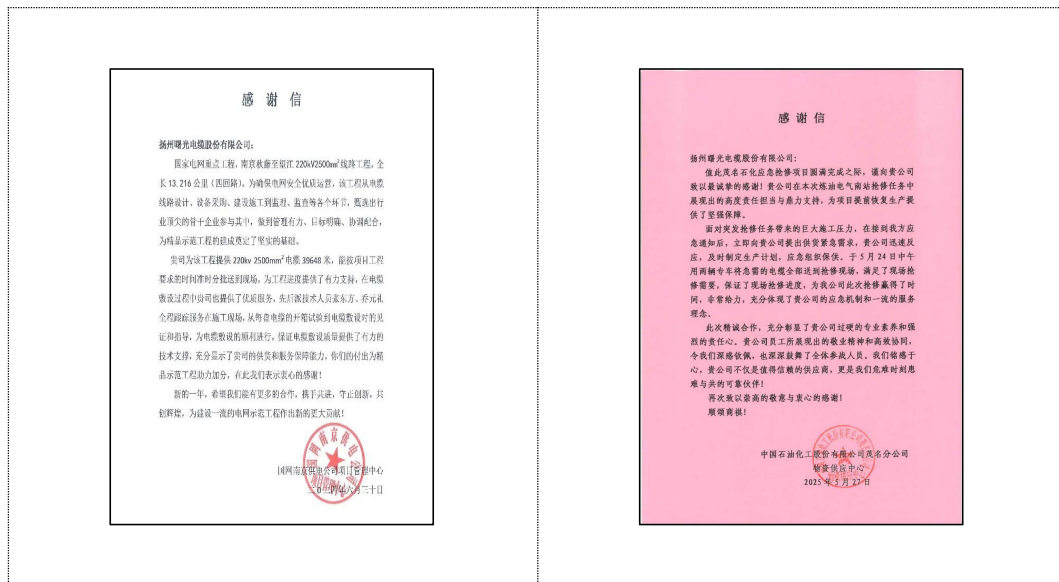 感 谢 信
扬州曙光电缆股份有限公司:
国家电网重点工程,南京秋藤至绿江 220kV2500mm²线路工程,全
长 13.216 公里(四回路)。为确保电网安全优质运营,该工程从电缆
线路设计、设备采购、建设施工到监理、监查等各个环节,甄选出行
业顶尖的骨干企业参与其中,做到管理有力、目标明确、协调配合,
为精品示范工程的建成奠定了坚实的基础。
贵司为该工程提供 220kv 2500mm² 电缆 39648 米,能按项目工程
要求的时间准时分批送到现场,为工程进度提供了有力支持,在电缆
敷设过程中贵司也提供了优质服务,先后派技术人员袁东方、乔元礼
全程跟踪服务在施工现场,从每盘电缆的开箱试验到电缆敷设时的见
证和指导,为电缆敷设的顺利进行,保证电缆敷设质量提供了有力的
技术支撑,充分显示了贵司的供货和服务保障能力,你们的付出为精
品示范工程助力加分,在此我们表示衷心的感谢!
新的一年,希望我们能有更多的合作,携手共进,守正创新,共
创辉煌,为建设一流的电网示范工程作出新的更大贡献!
国网南京供电公司项目管理中心
二〇二四年六月三十日
感 谢 信
扬州曙光电缆股份有限公司:
值此茂名石化应急抢修项目圆满完成之际,谨向贵公司
致以最诚挚的感谢!贵公司在本次炼油电气南站抢修任务中
展现出的高度责任担当与鼎力支持,为项目提前恢复生产提
供了坚强保障。
面对突发抢修任务带来的巨大施工压力,在接到我方应
急通知后,立即向贵公司提出供货紧急需求,贵公司迅速反
应,及时制定生产计划,应急组织保供。于 5 月 24 日中午
用两辆专车将急需的电缆全部送到抢修现场,满足了现场抢
修需要,保证了现场抢修进度,为我公司此次抢修赢得了时
间,非常给力,充分体现了贵公司的应急机制和一流的服务
理念。
此次精诚合作,充分彰显了贵公司过硬的专业素养和强
烈的责任心。贵公司员工所展现出的敬业精神和高效协同,
令我们深感钦佩,也深深鼓舞了全体参战人员。我们铭感于
心,贵公司不仅是值得信赖的供应商,更是我们危难时刻患
难与共的可靠伙伴!
再次致以崇高的敬意与衷心的感谢!
顺颂商祺!
中国石油化工股份有限公司茂名分公司
物资供应中心
2025 年 5 月 27 日